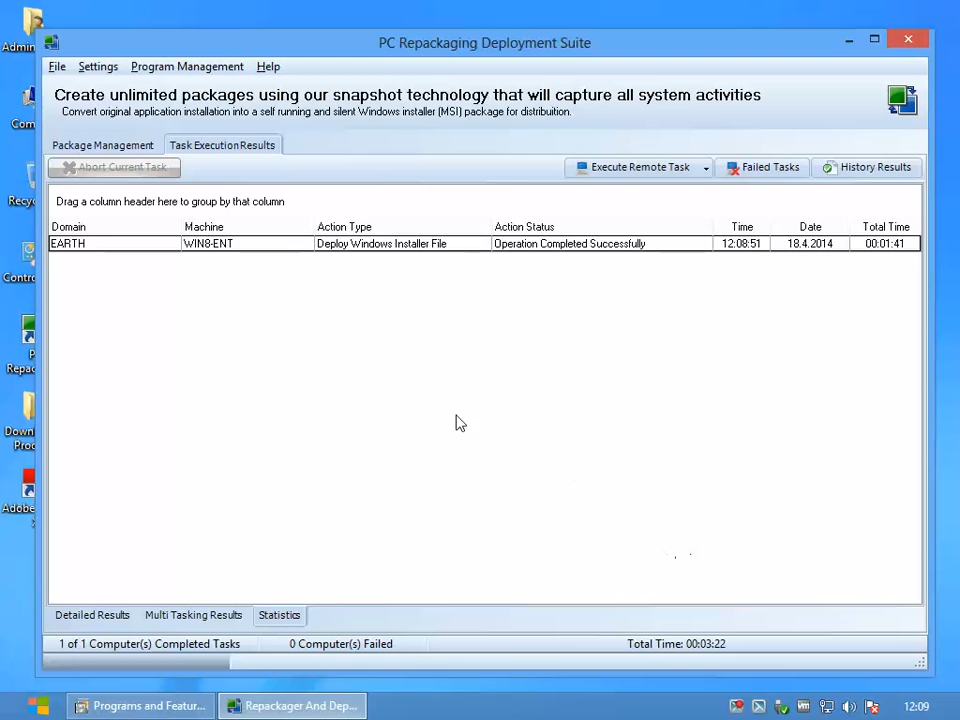 PC Repackaging Deployment Suite
File Settings Program Management Help
Create unlimited packages using our snapshot technology that will capture all system activities
Convert original application installation into a self running and silent Windows installer (MSI) package for distribuition.
Package Management Task Execution Results
Abort Current Task Execute Remote Task Failed Tasks History Results
Drag a column header here to group by that column
Domain Machine Action Type Action Status Time Date Total Time
EARTH WIN8-ENT Deploy Windows Installer File Operation Completed Successfully 12:08:51 18.4.2014 00:01:41
Detailed Results Multi Tasking Results Statistics
1 of 1 Computer(s) Completed Tasks 0 Computer(s) Failed Total Time: 00:03:22
Admin
Com
Recyc
Contro
P
Repac
Down
Proc
Adobe
Programs and Featur... Repackager And Dep... 12:09